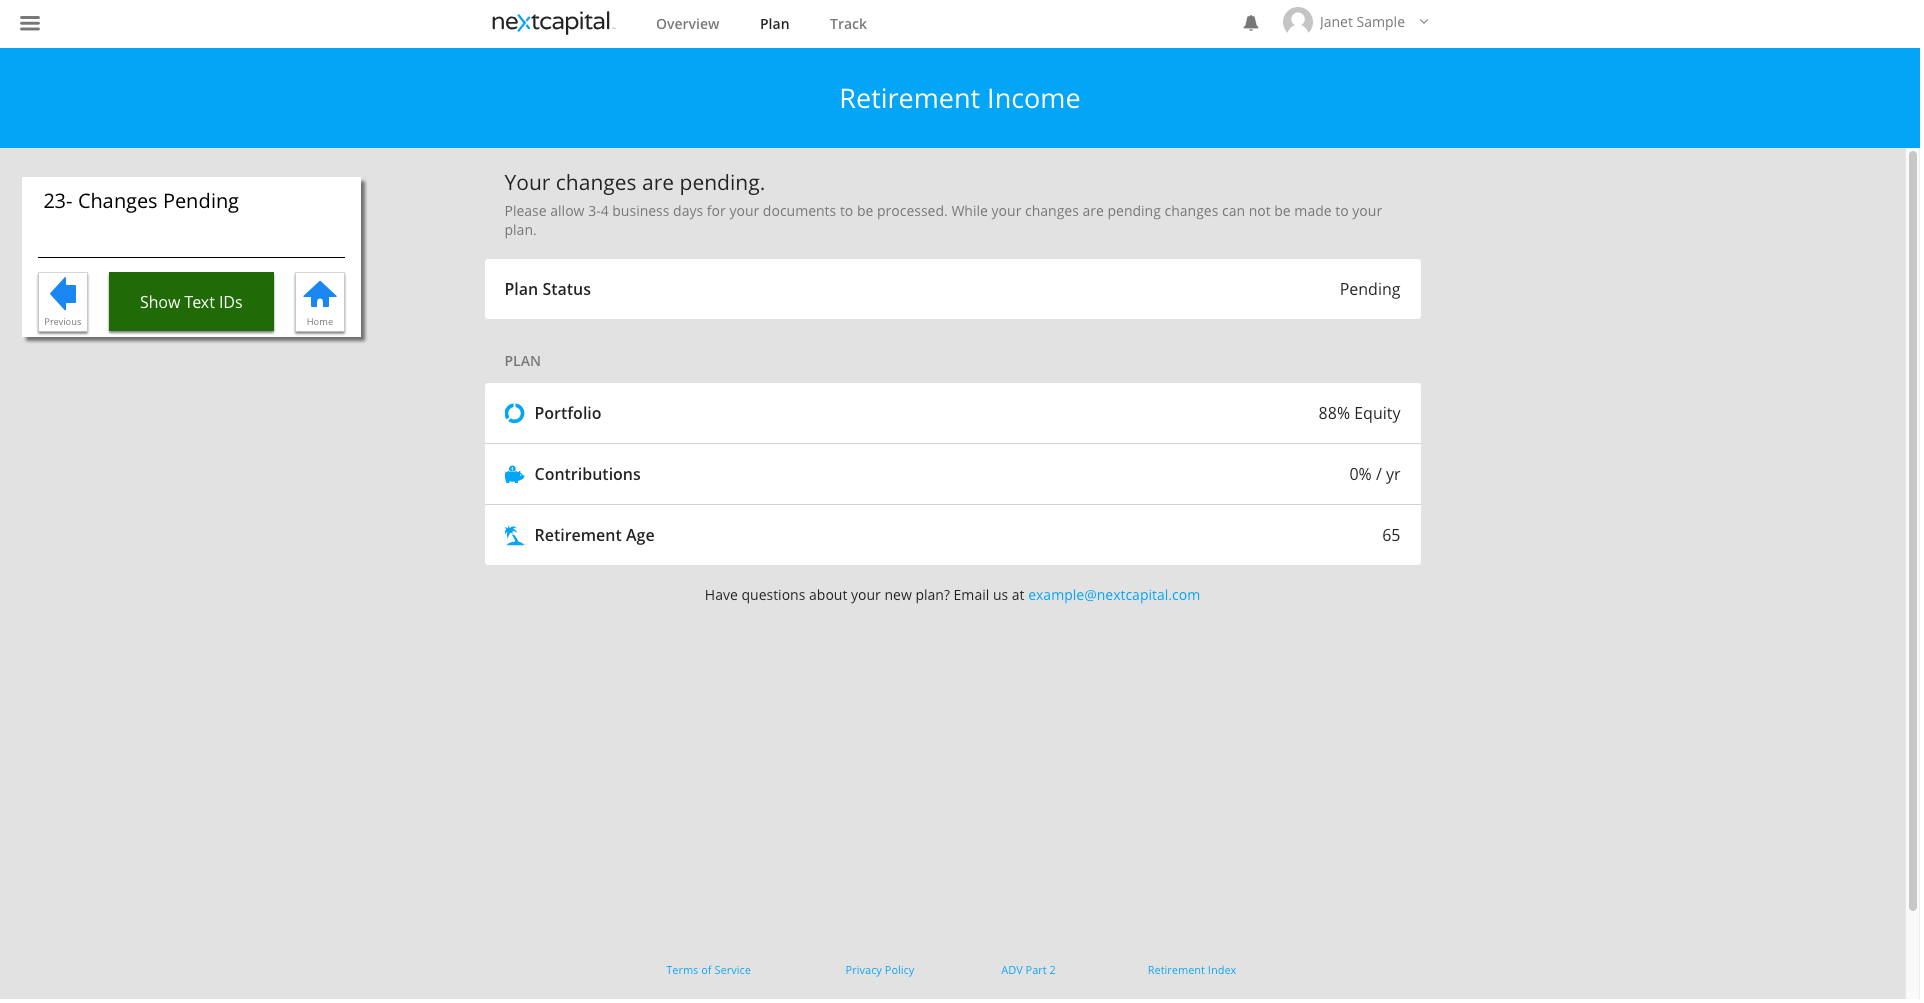 nextcapital
Overview
Plan
Track
Janet Sample
Retirement Income
23- Changes Pending
Previous
Show Text IDs
Home
Your changes are pending.
Please allow 3-4 business days for your documents to be processed. While your changes are pending changes can not be made to your
plan.
Plan Status
Pending
PLAN
Portfolio
88% Equity
Contributions
0% / yr
Retirement Age
65
Have questions about your new plan? Email us at example@nextcapital.com
Terms of Service
Privacy Policy
ADV Part 2
Retirement Index